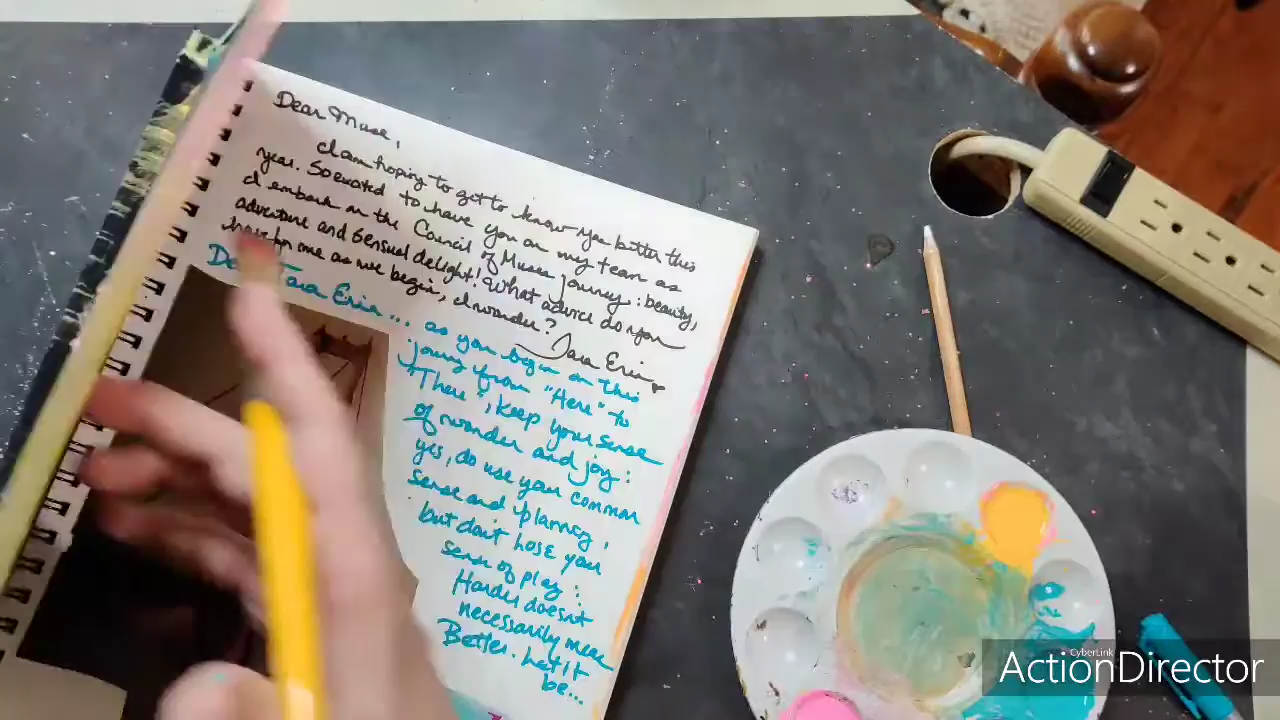 Dear Muse,
I am hoping to get to know you better this
year. So excited to have you on my team as
I embark on the Council of Muses journey: beauty,
adventure and sensual delight! What advice do you
have for me as we begin, I wonder?
Tara Erin
Tara Erin... as you begin on this
journey from "Here" to
"There", keep your sense
of wonder and joy:
yes, do use your common
sense and planning,
but don't lose your
sense of play:
Harder doesn't
necessarily mean
Better. Let it
be...
CyberLink
ActionDirector